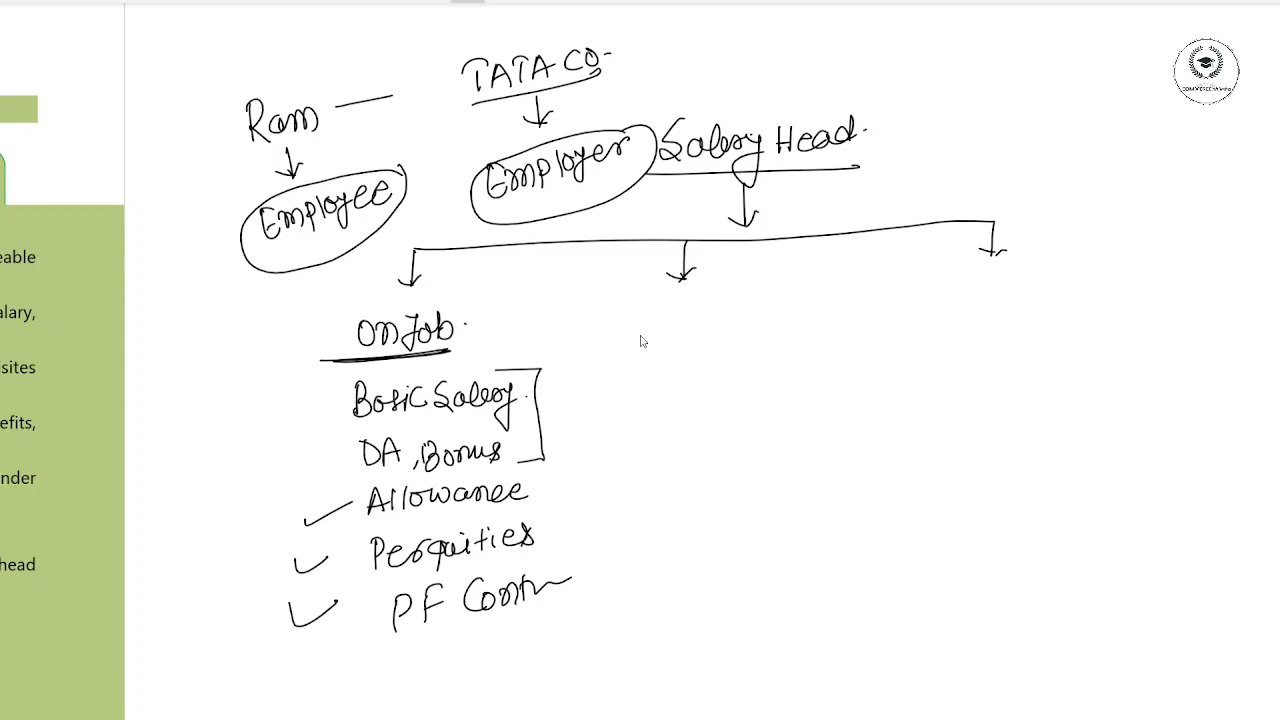 TATA CO.
Ram
Employer
Salary Head.
Employee
On Job.
Basic Salary
DA, Bonus
Allowance
Perquities
PF Contr
eable
alary,
sites
efits,
nder
head